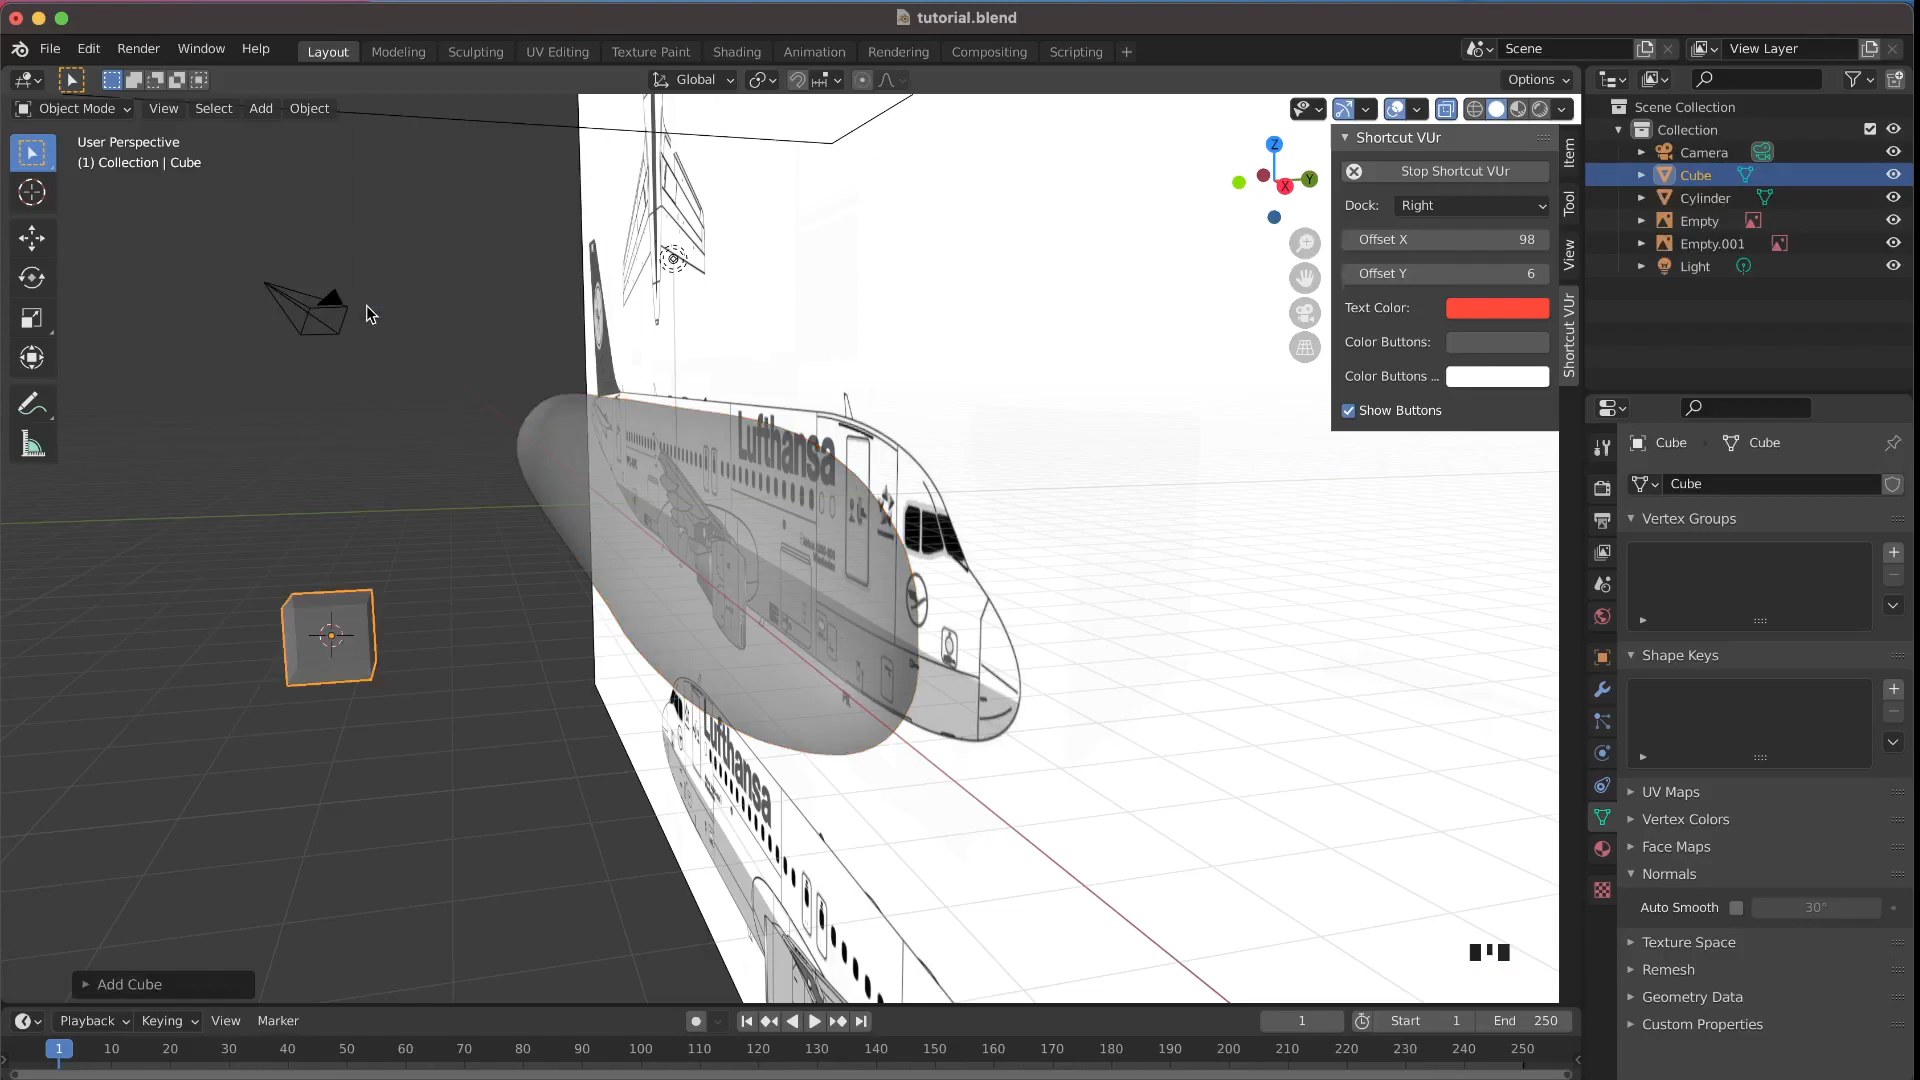 tutorial.blend
File Edit Render Window Help Layout Modeling Sculpting UV Editing Texture Paint Shading Animation Rendering Compositing Scripting + Scene View Layer
Global Options
Object Mode View Select Add Object
User Perspective
(1) Collection | Cube
Z
Y
X
Shortcut VUr
Stop Shortcut VUr
Dock: Right
Offset X 98
Offset Y 6
Text Color:
Color Buttons:
Color Buttons ...
Show Buttons
Item
Tool
View
Shortcut VUr
Lufthansa
Lufthansa
Scene Collection
Collection
Camera
Cube
Cylinder
Empty
Empty.001
Light
Cube Cube
Cube
Vertex Groups
Shape Keys
UV Maps
Vertex Colors
Face Maps
Normals
Auto Smooth 30°
Texture Space
Remesh
Geometry Data
Custom Properties
Add Cube
Playback Keying View Marker 1 Start 1 End 250
1 10 20 30 40 50 60 70 80 90 100 110 120 130 140 150 160 170 180 190 200 210 220 230 240 250